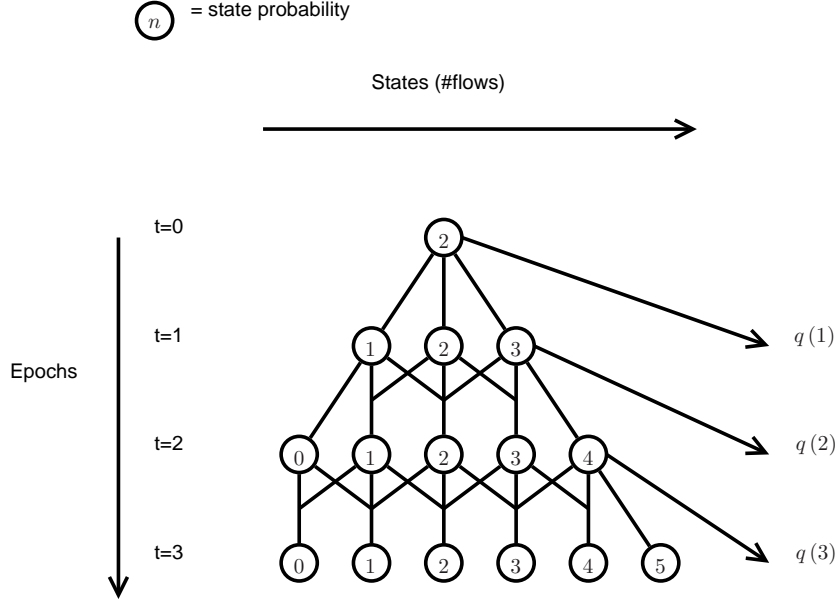 n = state probability
States (#flows)
t=0
2
t=1
1 2 3
q (1)
Epochs
t=2
0 1 2 3 4
q (2)
t=3
0 1 2 3 4 5
q (3)